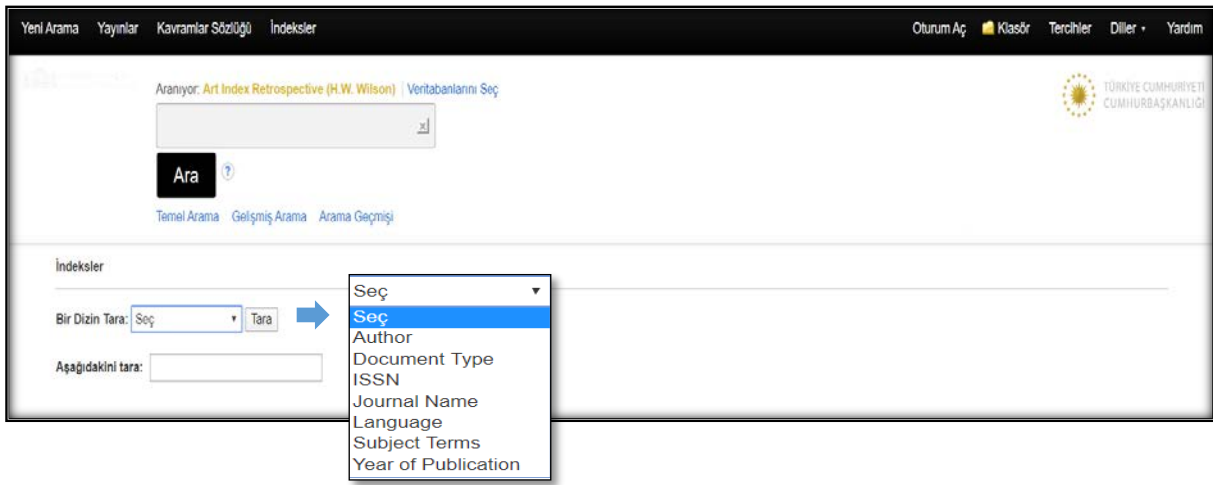 Yeni Arama Yayınlar Kavramlar Sözlüğü İndeksler Oturum Aç Klasör Tercihler Diller Yardım
Aranıyor: Art Index Retrospective (H.W. Wilson) | Veritabanlarını Seç
TÜRKİYE CUMHURİYETİ
CUMHURBAŞKANLIĞI
x
Ara ?
Temel Arama Gelişmiş Arama Arama Geçmişi
İndeksler
Bir Dizin Tara: Seç Tara
Aşağıdakini tara:
Seç
Seç
Author
Document Type
ISSN
Journal Name
Language
Subject Terms
Year of Publication